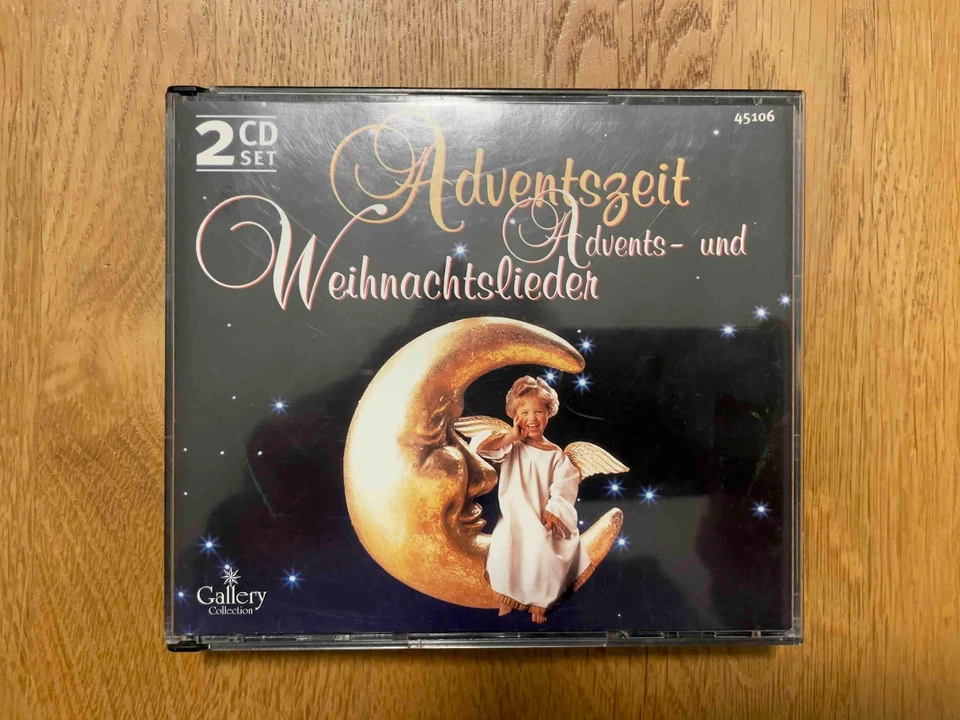 2 CD
SET
45106
Adventszeit
Advents- und
Weihnachtslieder
Gallery
Collection